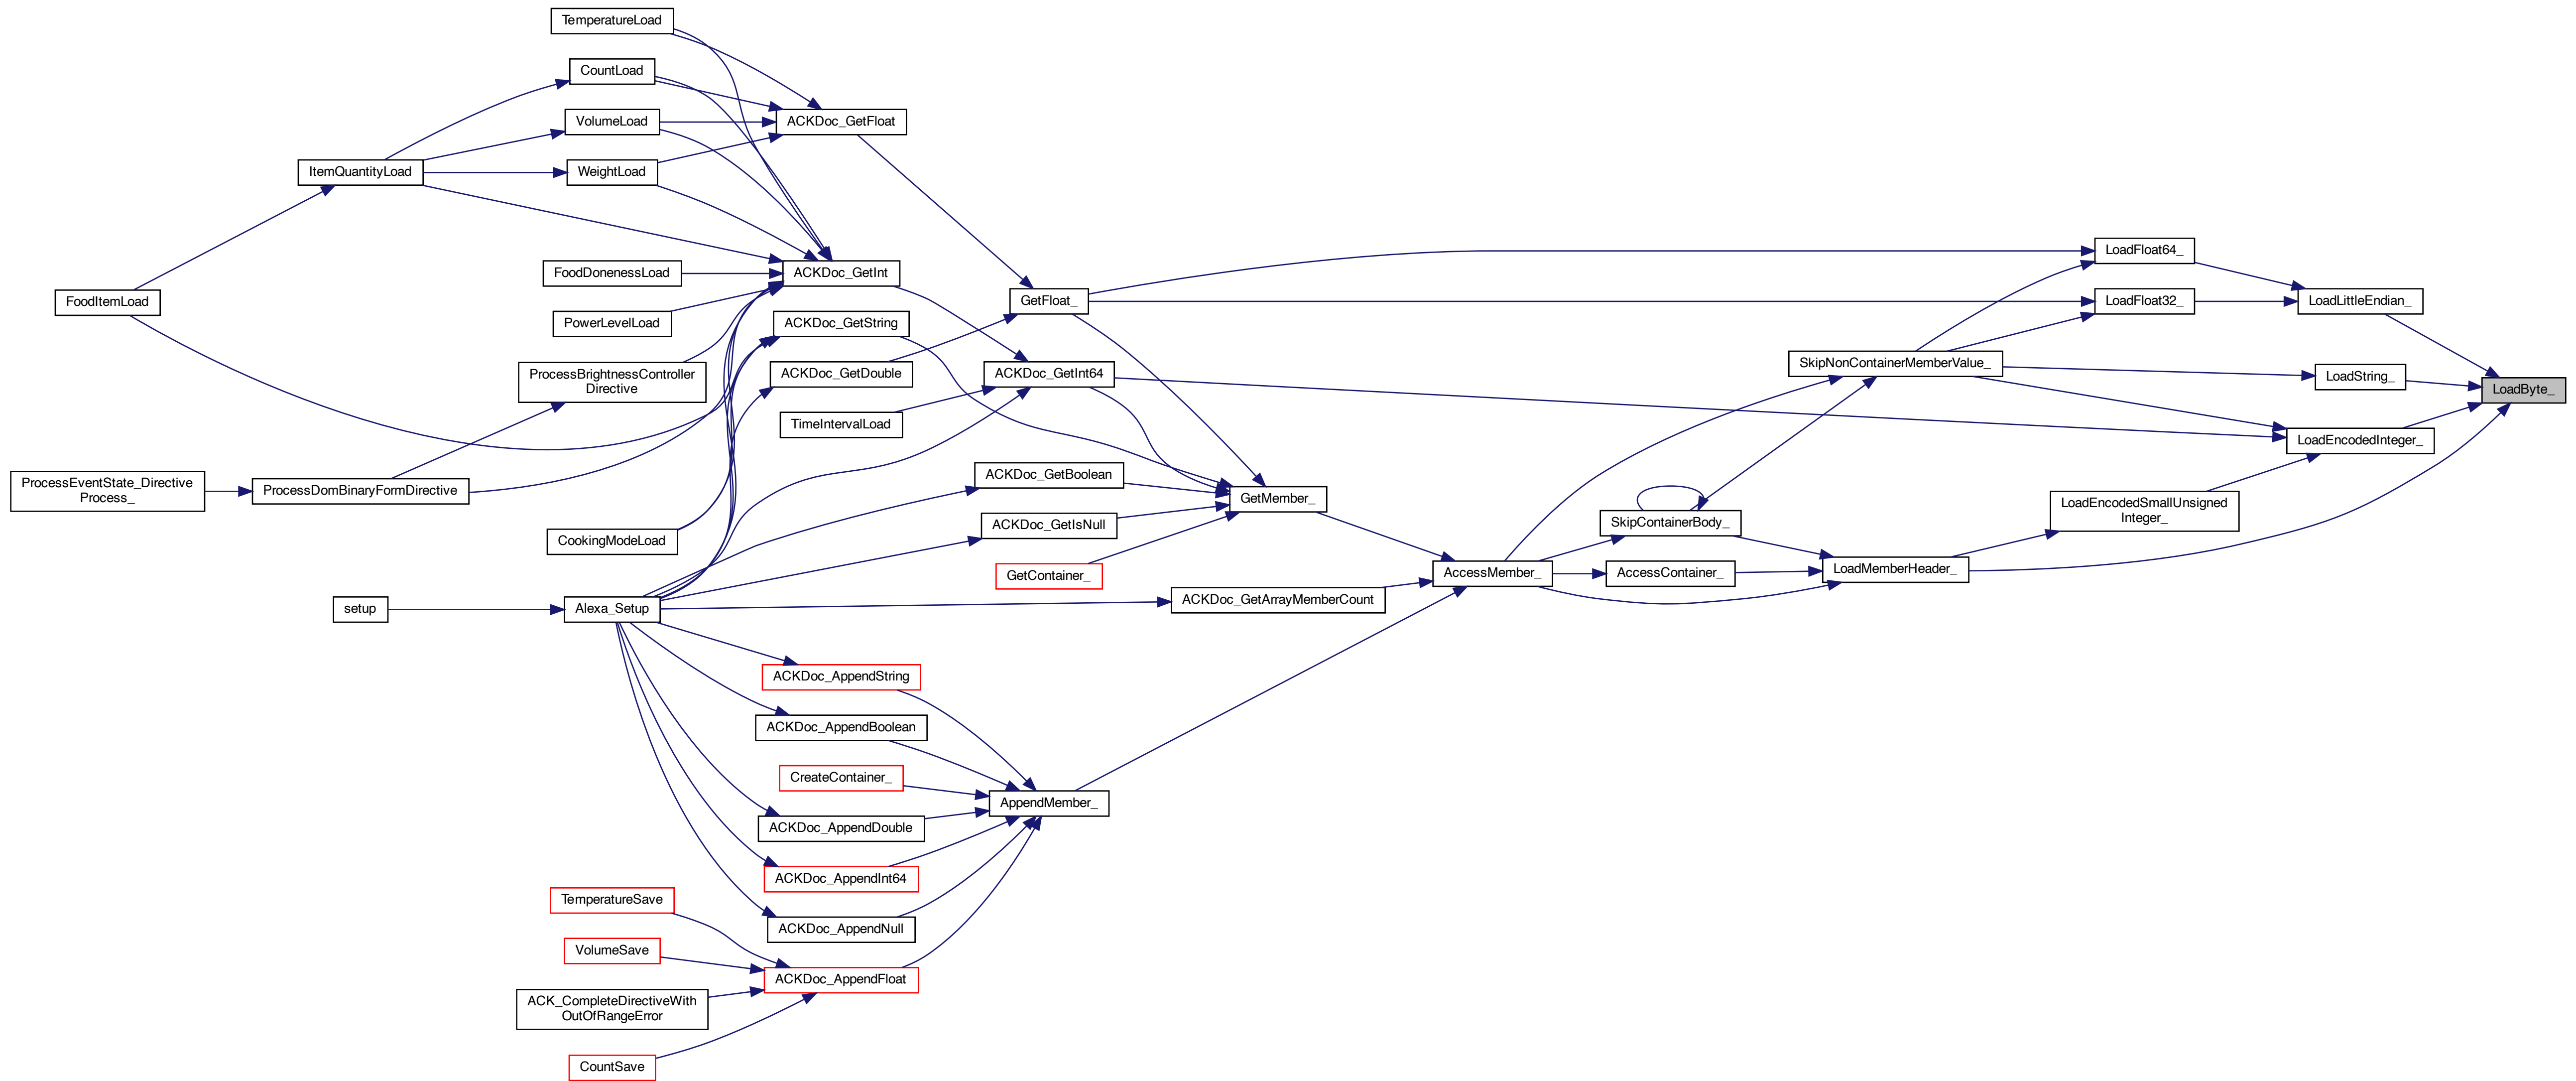 TemperatureLoad
CountLoad
VolumeLoad
ACKDoc_GetFloat
ItemQuantityLoad
WeightLoad
LoadFloat64_
FoodDonenessLoad
ACKDoc_GetInt
FoodItemLoad
GetFloat_
LoadFloat32_
LoadLittleEndian_
PowerLevelLoad
ACKDoc_GetString
SkipNonContainerMemberValue_
ProcessBrightnessController
Directive
ACKDoc_GetDouble
ACKDoc_GetInt64
LoadString_
LoadByte_
TimeIntervalLoad
LoadEncodedInteger_
ACKDoc_GetBoolean
ProcessEventState_Directive
Process_
ProcessDomBinaryFormDirective
GetMember_
LoadEncodedSmallUnsigned
Integer_
ACKDoc_GetIsNull
SkipContainerBody_
CookingModeLoad
GetContainer_
AccessMember_
AccessContainer_
LoadMemberHeader_
setup
Alexa_Setup
ACKDoc_GetArrayMemberCount
ACKDoc_AppendString
ACKDoc_AppendBoolean
CreateContainer_
AppendMember_
ACKDoc_AppendDouble
ACKDoc_AppendInt64
TemperatureSave
ACKDoc_AppendNull
VolumeSave
ACKDoc_AppendFloat
ACK_CompleteDirectiveWith
OutOfRangeError
CountSave